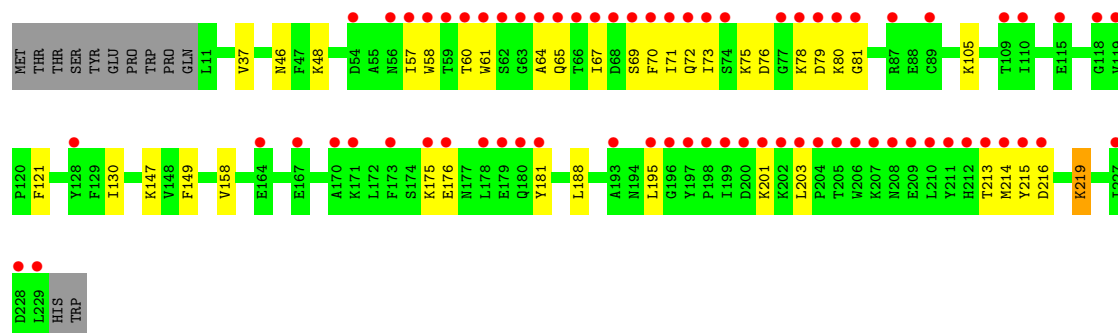 MET THR THR SER TYR GLU PRO TRP PRO GLN L11 V37 N46 F47 K48 D54 A55 N56 I57 W58 T59 T60 W61 S62 G63 A64 Q65 T66 I67 D68 S69 F70 I71 Q72 I73 S74 K75 D76 G77 K78 D79 K80 G81 R87 E88 C89 K105 T109 I110 E115 G118
P120 F121 Y128 F129 I130 K147 V148 F149 V158 E164 E167 A170 K171 L172 F173 S174 K175 E176 N177 L178 E179 Q180 Y181 L188 A193 N194 L195 G196 Y197 P198 I199 D200 K201 K202 L203 P204 T205 W206 K207 N208 E209 L210 Y211 H212 T213 M214 Y215 D216 K219
D228 L229 HIS TRP